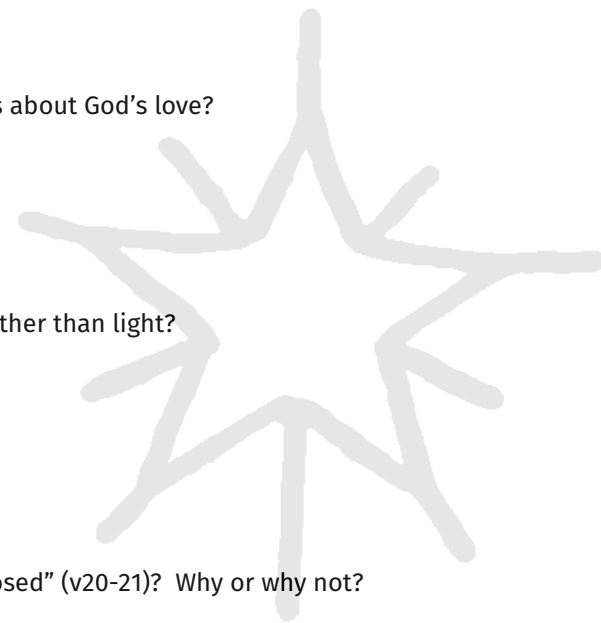 s about God’s love?
ther than light?
osed” (v20-21)?  Why or why not?